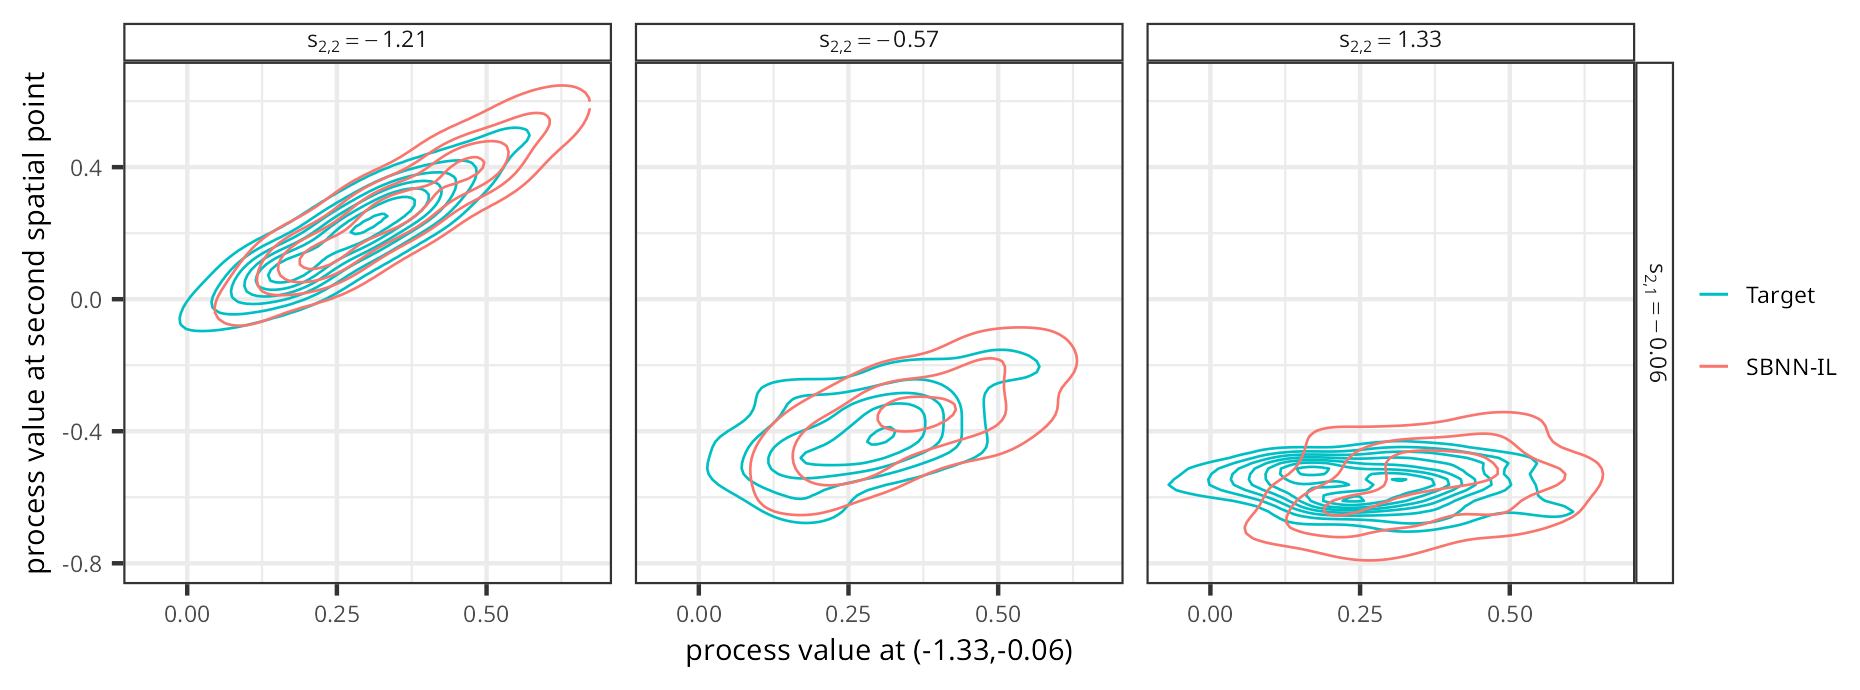 s2,2 = − 1.21
s2,2 = − 0.57
s2,2 = 1.33
process value at second spatial point
0.4
0.0
-0.4
-0.8
s2,1 = − 0.06
Target
SBNN-IL
0.00 0.25 0.50
0.00 0.25 0.50
0.00 0.25 0.50
process value at (-1.33,-0.06)